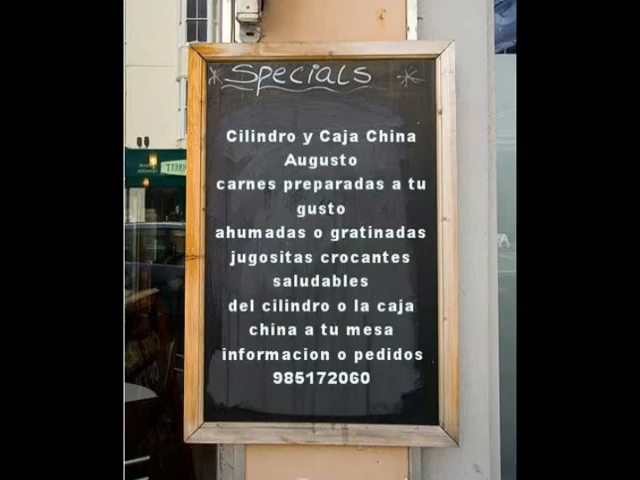 Specials
Cilindro y Caja China
Augusto
carnes preparadas a tu
gusto
ahumadas o gratinadas
jugositas crocantes
saludables
del cilindro o la caja
china a tu mesa
informacion o pedidos
985172060